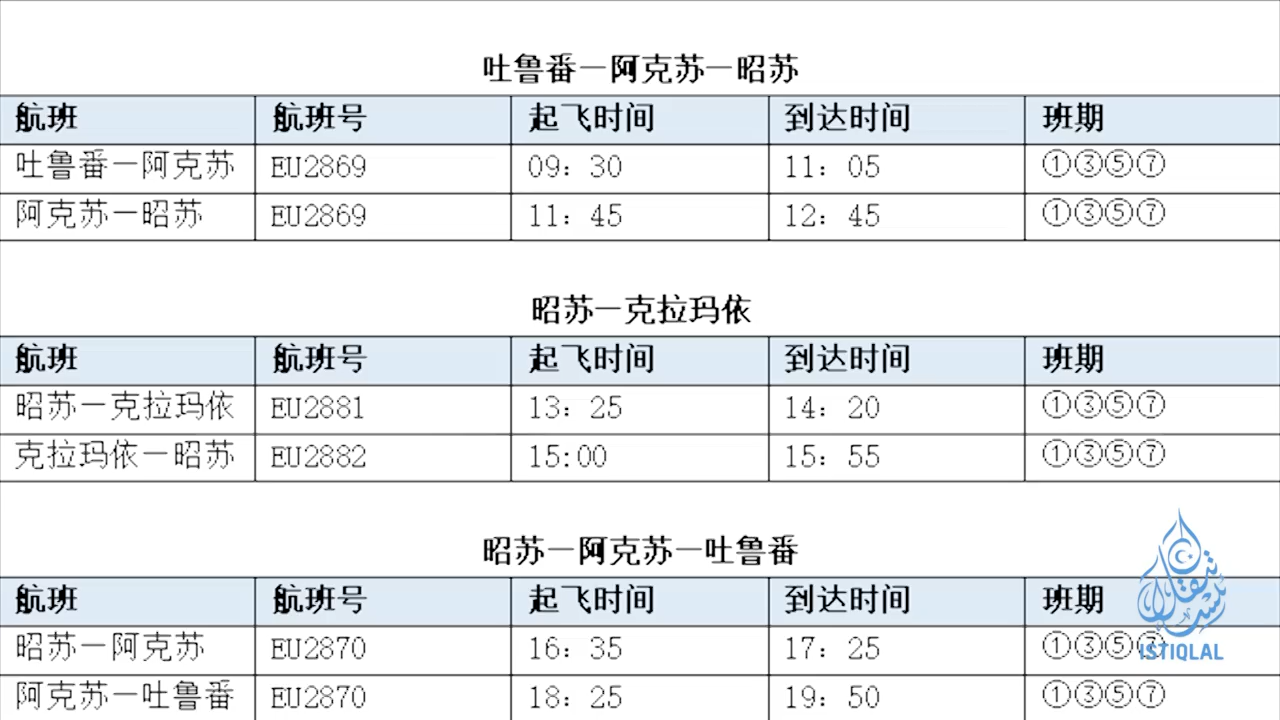 吐鲁番—阿克苏—昭苏
航班 航班号 起飞时间 到达时间 班期
吐鲁番—阿克苏 EU2869 09：30 11：05 ①③⑤⑦
阿克苏—昭苏 EU2869 11：45 12：45 ①③⑤⑦
昭苏—克拉玛依
航班 航班号 起飞时间 到达时间 班期
昭苏—克拉玛依 EU2881 13：25 14：20 ①③⑤⑦
克拉玛依—昭苏 EU2882 15:00 15：55 ①③⑤⑦
昭苏—阿克苏—吐鲁番
航班 航班号 起飞时间 到达时间 班期
昭苏—阿克苏 EU2870 16：35 17：25 ①③⑤⑦
阿克苏—吐鲁番 EU2870 18：25 19：50 ①③⑤⑦
ISTIQLAL